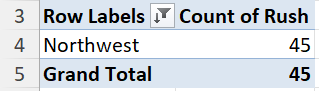 3 Row Labels Count of Rush
4 Northwest 45
5 Grand Total 45